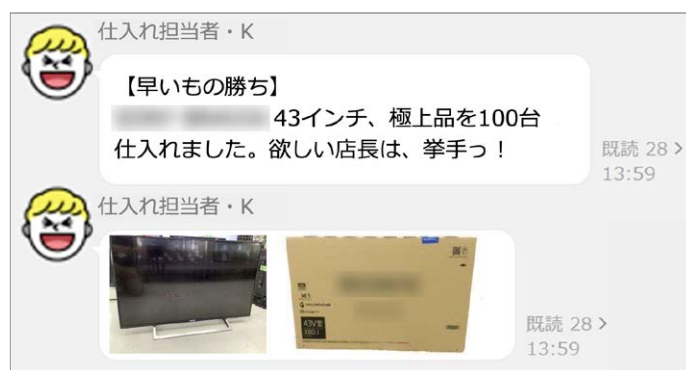 仕入れ担当者・K
【早いもの勝ち】
43インチ、極上品を100台
仕入れました。欲しい店長は、挙手っ！
既読 28 >
13:59
仕入れ担当者・K
X1
43V型
既読 28 >
13:59